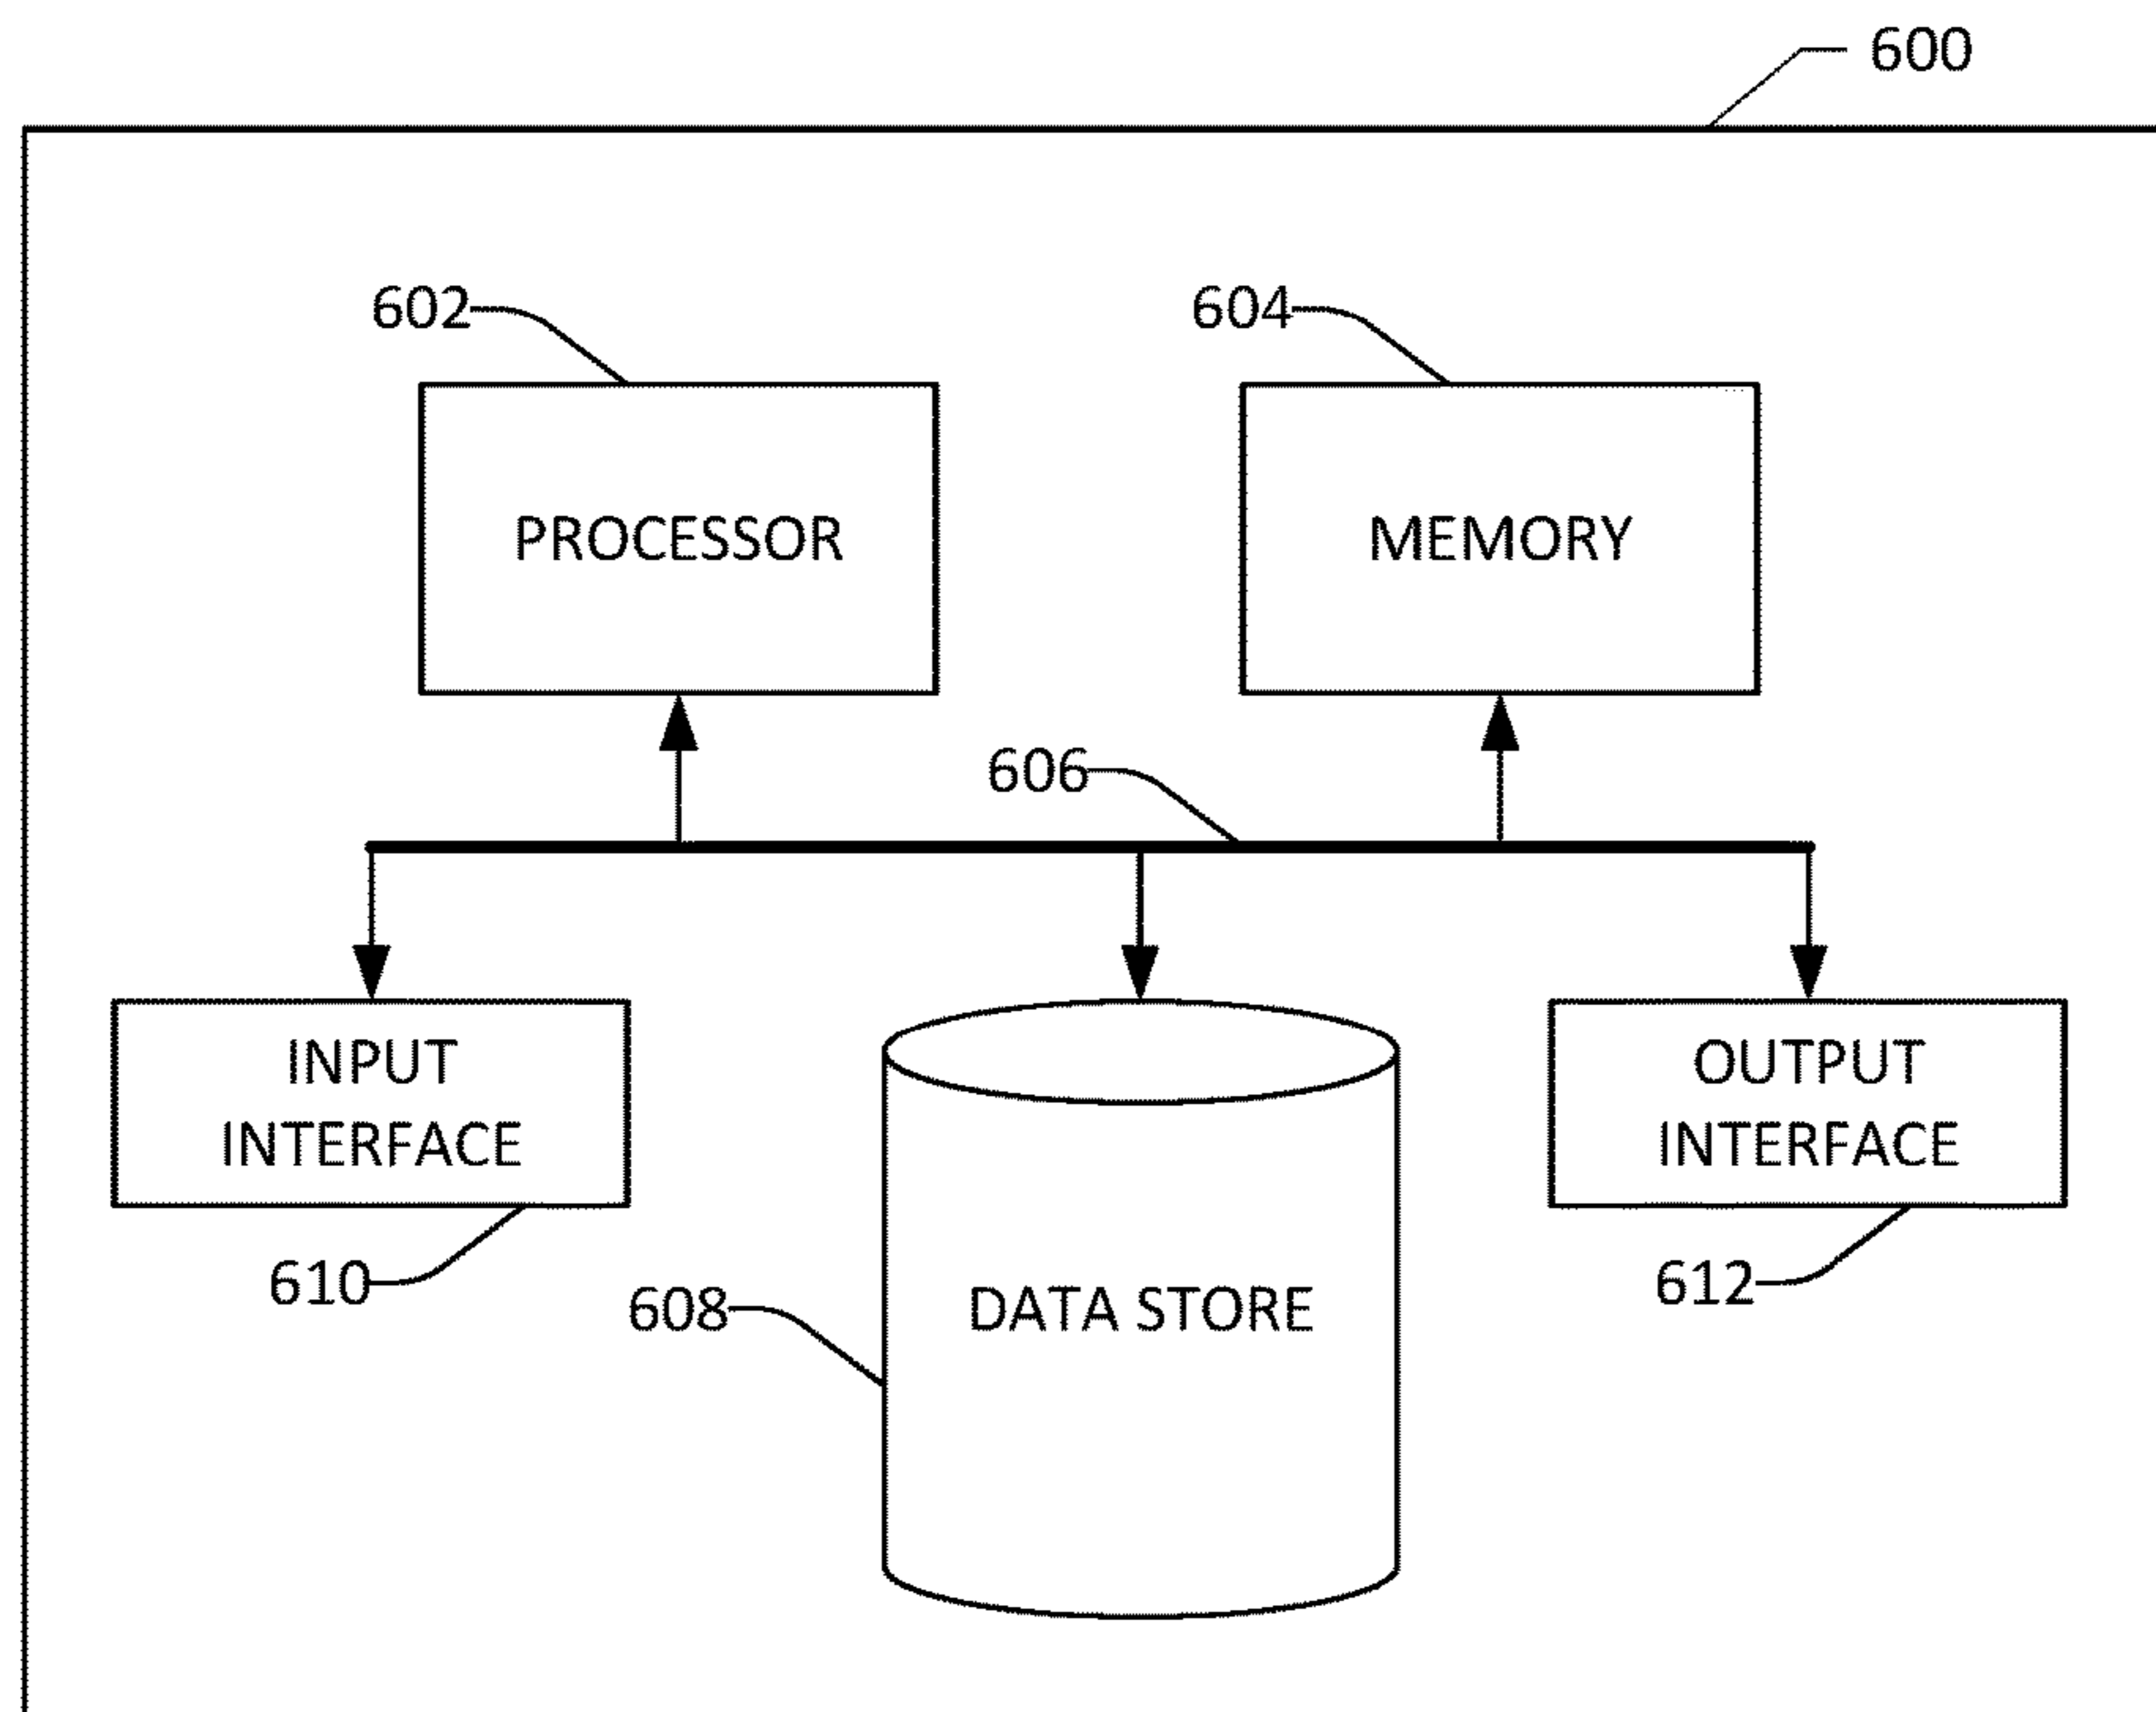 600
602
604
PROCESSOR
MEMORY
606
INPUT
INTERFACE
OUTPUT
INTERFACE
610
608
DATA STORE
612